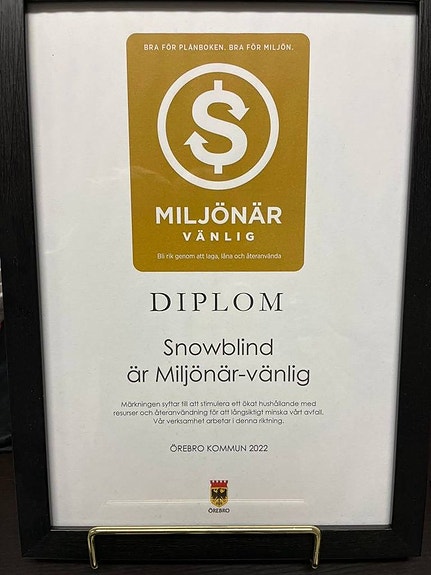 BRA FÖR PLÅNBOKEN. BRA FÖR MILJÖN.
MILJÖNÄR
VÄNLIG
Bli rik genom att laga, låna och återanvända
DIPLOM
Snowblind
är Miljönär-vänlig
Märkningen syftar till att stimulera ett ökat hushållande med
resurser och återanvändning för att långsiktigt minska vårt avfall.
Vår verksamhet arbetar i denna riktning.
ÖREBRO KOMMUN 2022
ÖREBRO